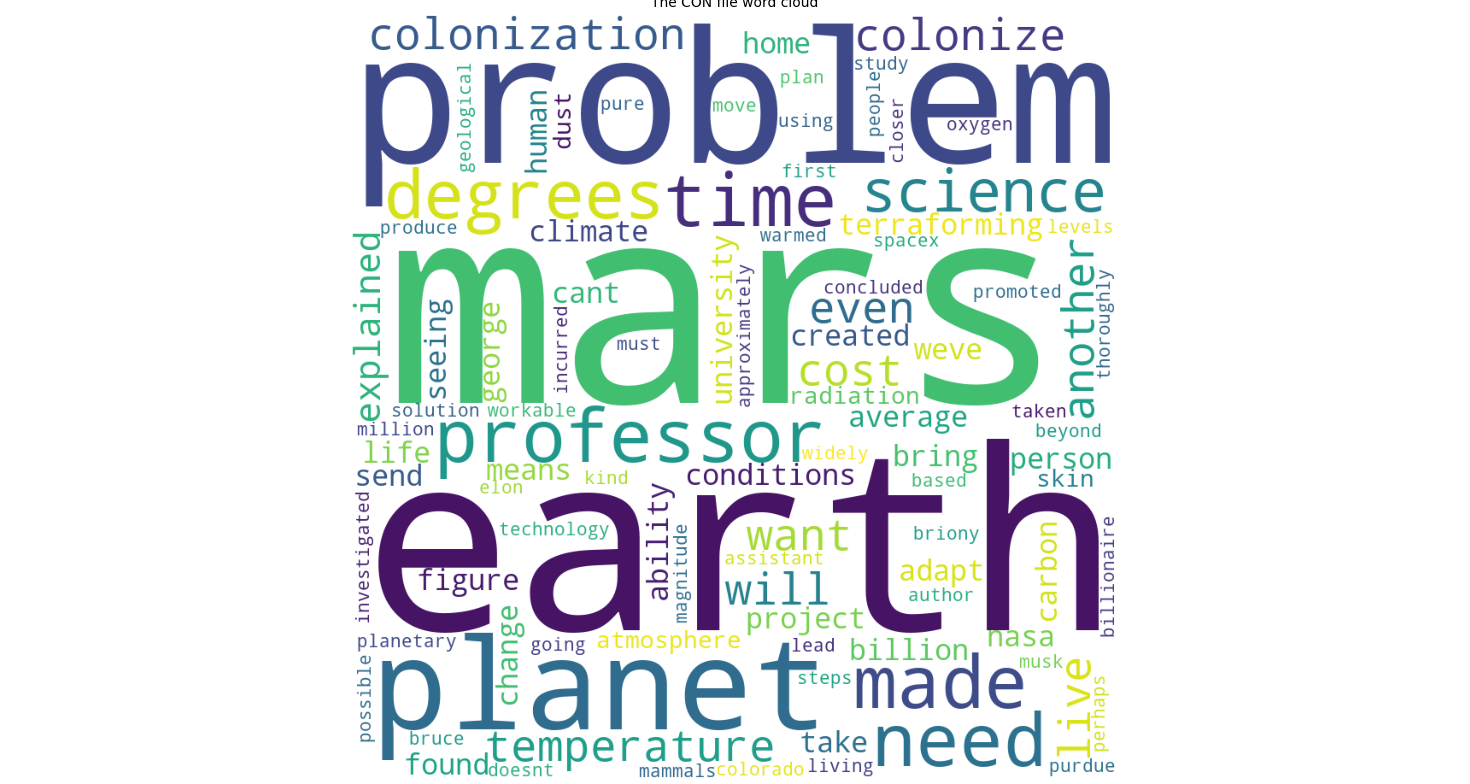 The CON file word cloud
colonization
home
colonize
problem
study
plan
geological
human
dust
pure
move
using
people
closer
oxygen
first
degrees
time
science
produce
climate
warmed
terraforming
levels
spacex
explained
mars
university
another
cant
concluded
promoted
seeing
george
incurred
must
approximately
even
created
weve
thoroughly
cost
radiation
solution
workable
average
taken
million
professor
beyond
life
widely
bring
person
send
means
kind
conditions
based
skin
elon
earth
investigated
technology
ability
magnitude
want
briony
assistant
carbon
billionaire
figure
will
adapt
author
project
change
planetary
going
atmosphere
lead
billion
nasa
planet
musk
possible
steps
made
live
perhaps
bruce
temperature
take
need
found
doesnt
mammals
colorado
living
purdue